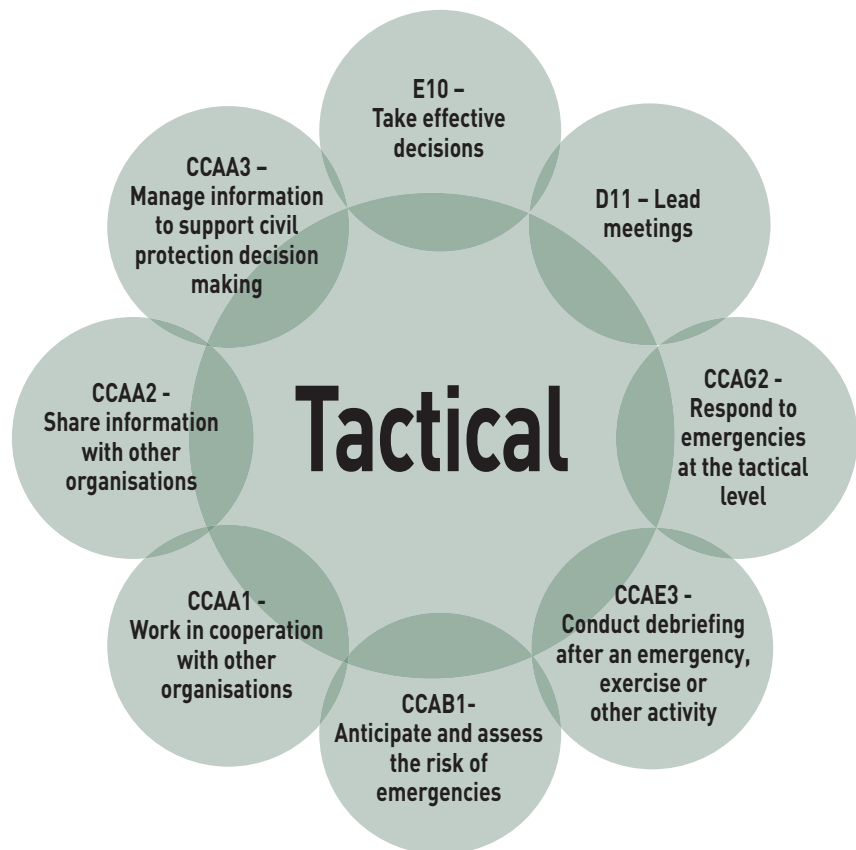 E10 –
Take effective
decisions
D11 – Lead
meetings
CCAG2 -
Respond to
emergencies
at the tactical
level
CCAE3 -
Conduct debriefing
after an emergency,
exercise or
other activity
CCAB1-
Anticipate and assess
the risk of
emergencies
CCAA1 -
Work in cooperation
with other
organisations
CCAA2 -
Share information
with other
organisations
CCAA3 –
Manage information
to support civil
protection decision
making
Tactical